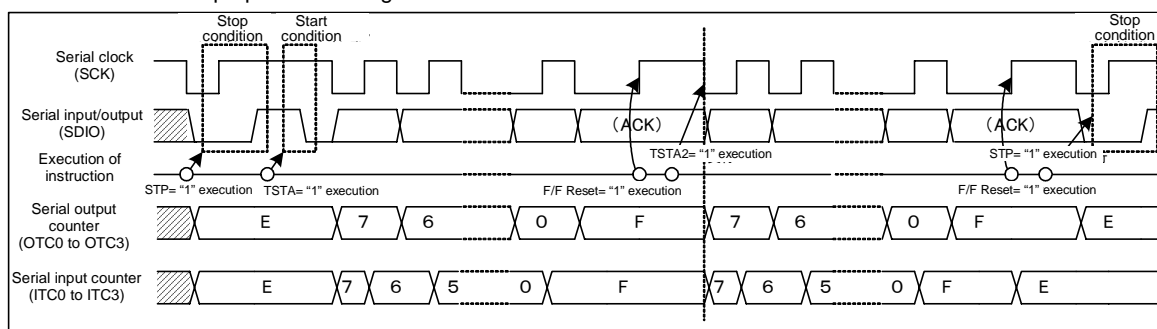 Stop
condition
Start
condition
Stop
condition
Serial clock
(SCK)
Serial input/output
(SDIO)
(ACK)
(ACK)
TSTA2= “1” execution
STP= “1” execution
Execution of
instruction
STP= “1” execution
TSTA= “1” execution
F/F Reset= “1” execution
F/F Reset= “1” execution
Serial output
counter
(OTC0 to OTC3)
E 7 6 0 F 7 6 0 F E
Serial input counter
(ITC0 to ITC3)
E 7 6 5 0 F 7 6 5 0 F E